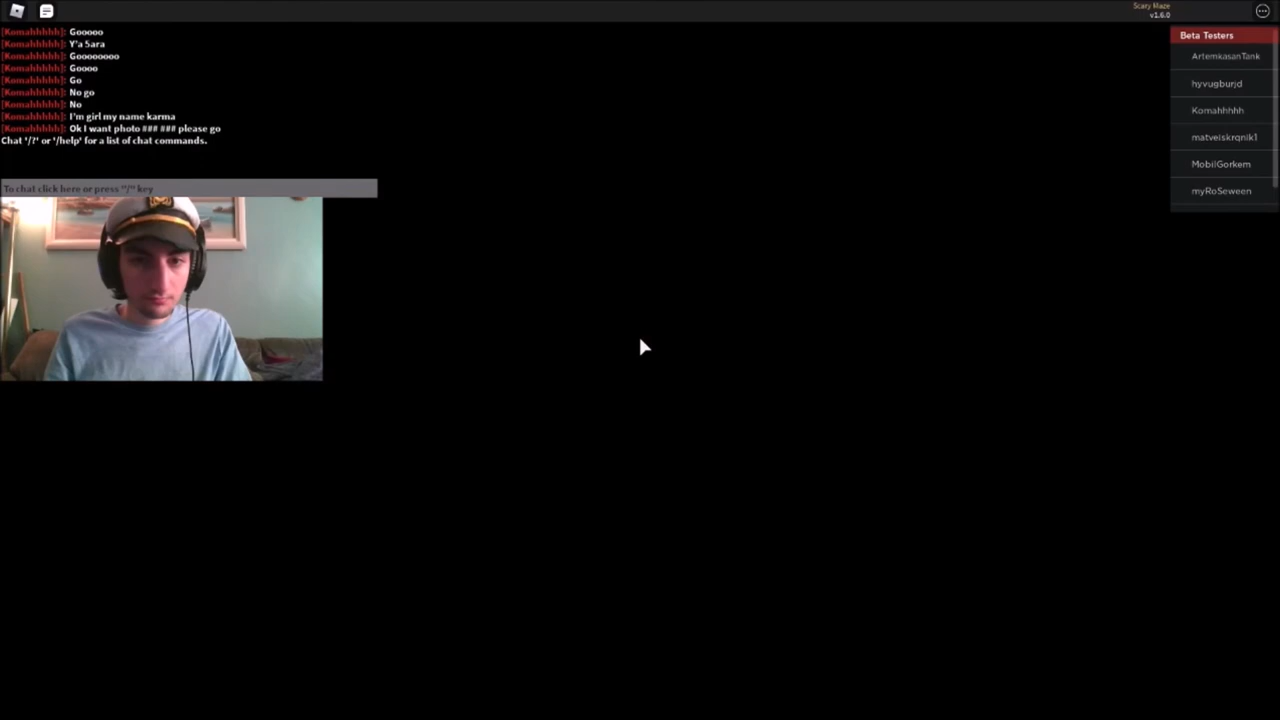 Scary Maze
v1.6.0
[Komahhhhh]: Gooooo
[Komahhhhh]: Y'a Sara
[Komahhhhh]: Goooooooo
[Komahhhhh]: Goooo
[Komahhhhh]: Go
[Komahhhhh]: No go
[Komahhhhh]: No
[Komahhhhh]: I'm girl my name karma
[Komahhhhh]: Ok I want photo ### ### please go
Chat '/?' or '/help' for a list of chat commands.
To chat click here or press "/" key
Beta Testers
ArtemkasanTank
hyvugburjd
Komahhhhh
matveiskrqnik1
MobilGorkem
myRoSeween